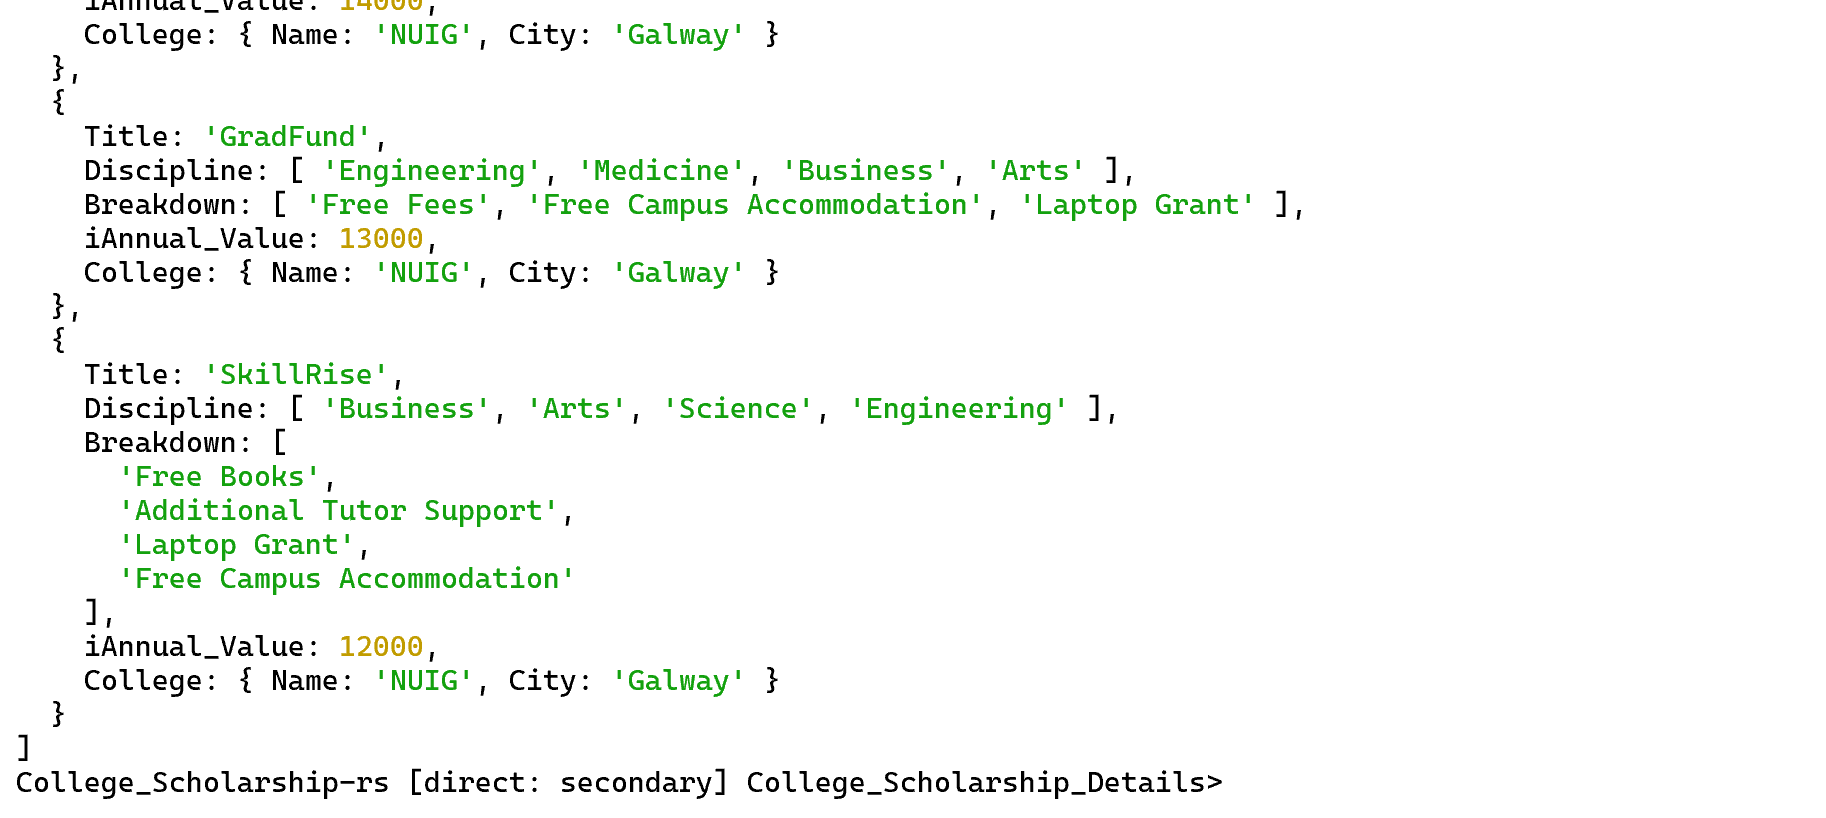 iAnnual_Value: 14000,
College: { Name: 'NUIG', City: 'Galway' }
},
{
Title: 'GradFund',
Discipline: [ 'Engineering', 'Medicine', 'Business', 'Arts' ],
Breakdown: [ 'Free Fees', 'Free Campus Accommodation', 'Laptop Grant' ],
iAnnual_Value: 13000,
College: { Name: 'NUIG', City: 'Galway' }
},
{
Title: 'SkillRise',
Discipline: [ 'Business', 'Arts', 'Science', 'Engineering' ],
Breakdown: [
'Free Books',
'Additional Tutor Support',
'Laptop Grant',
'Free Campus Accommodation'
],
iAnnual_Value: 12000,
College: { Name: 'NUIG', City: 'Galway' }
}
]
College_Scholarship-rs [direct: secondary] College_Scholarship_Details>